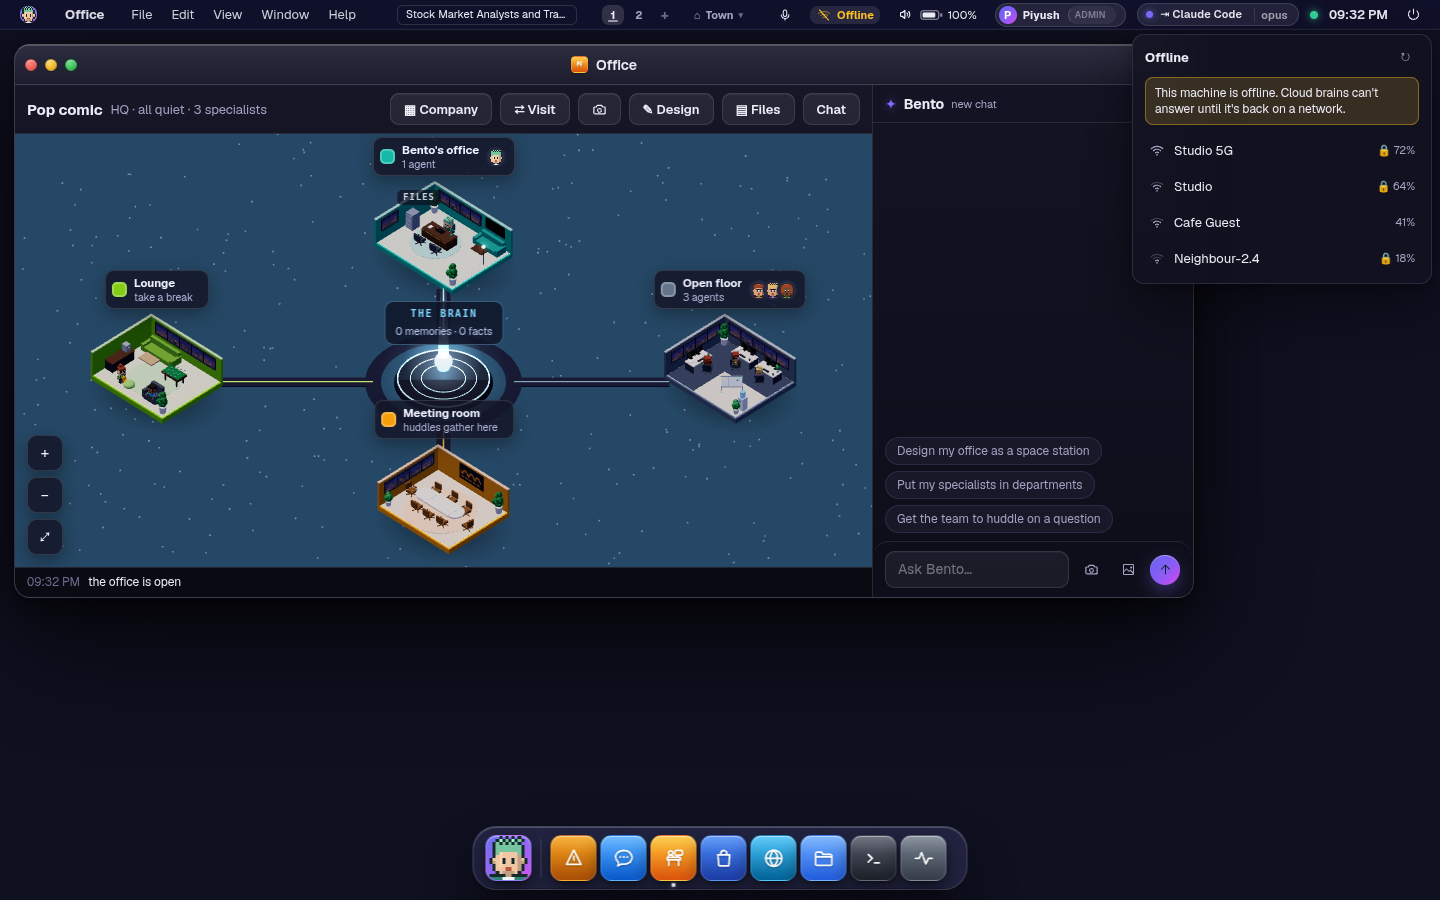 Office File Edit View Window Help Stock Market Analysts and Tra... 1 2 + Town Offline 100% P Piyush ADMIN Claude Code opus 09:32 PM
Office
Pop comic HQ · all quiet · 3 specialists Company Visit Design Files Chat
Bento's office
1 agent
FILES
Lounge
take a break
Open floor
3 agents
THE BRAIN
0 memories · 0 facts
Meeting room
huddles gather here
+
−
09:32 PM the office is open
Bento new chat
Design my office as a space station
Put my specialists in departments
Get the team to huddle on a question
Ask Bento...
Offline
This machine is offline. Cloud brains can't
answer until it's back on a network.
Studio 5G 72%
Studio 64%
Cafe Guest 41%
Neighbour-2.4 18%